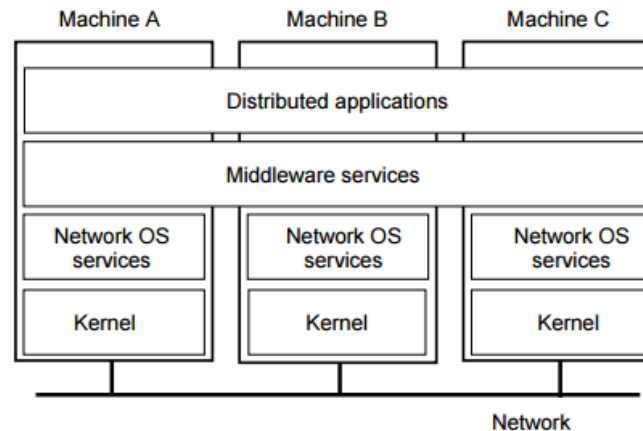 Machine A Machine B Machine C
Distributed applications
Middleware services
Network OS Network OS Network OS
services services services
Kernel Kernel Kernel
Network